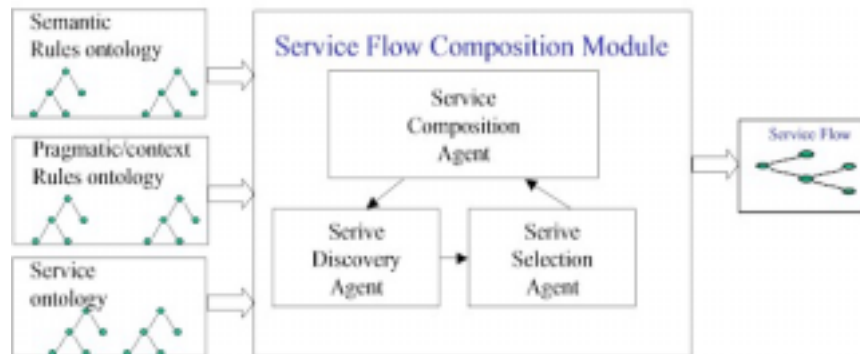 Semantic
Rules ontology
Pragmatic/context
Rules ontology
Service
ontology
Service Flow Composition Module
Service
Composition
Agent
Serive
Discovery
Agent
Serive
Selection
Agent
Service Flow